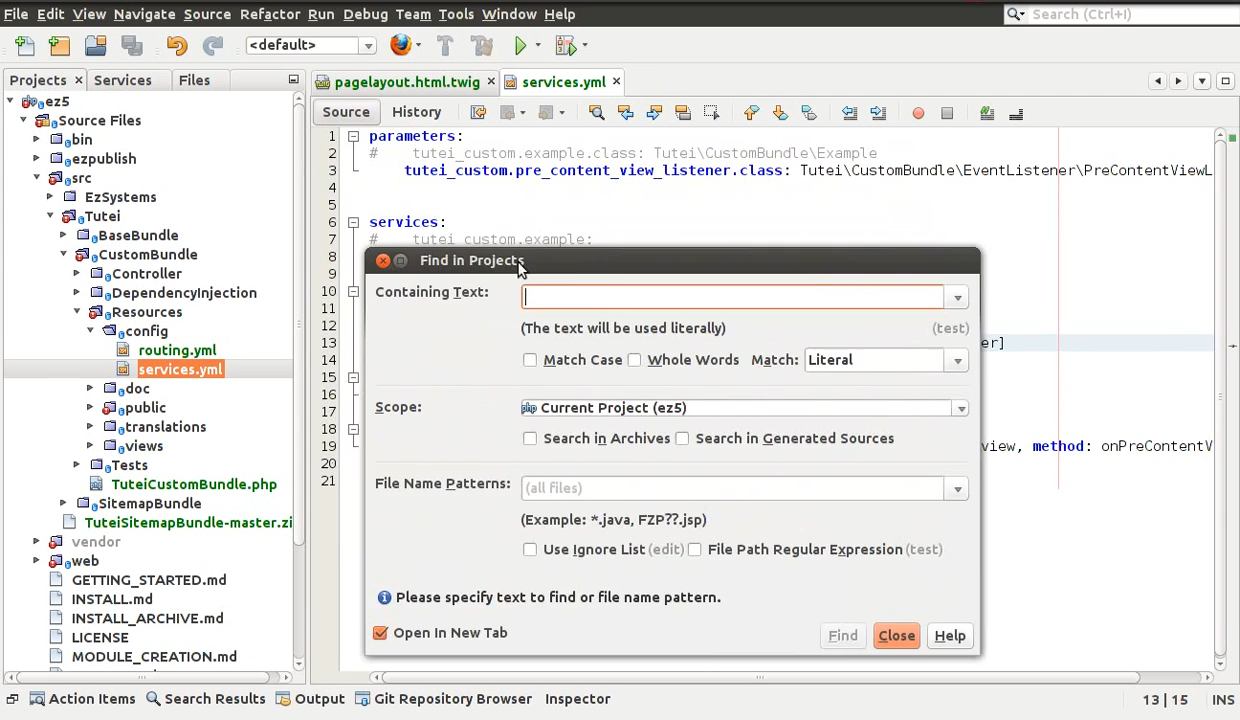 File Edit View Navigate Source Refactor Run Debug Team Tools Window Help
Search (Ctrl+I)
<default>
Projects Services Files
pagelayout.html.twig services.yml
Source History
ez5
Source Files
bin
ezpublish
src
EzSystems
Tutei
BaseBundle
CustomBundle
Controller
DependencyInjection
Resources
config
routing.yml
services.yml
doc
public
translations
views
Tests
TuteiCustomBundle.php
SitemapBundle
TuteiSitemapBundle-master.zi
vendor
web
GETTING_STARTED.md
INSTALL.md
INSTALL_ARCHIVE.md
LICENSE
MODULE_CREATION.md
1 parameters:
2 # tutei_custom.example.class: Tutei\CustomBundle\Example
3 tutei_custom.pre_content_view_listener.class: Tutei\CustomBundle\EventListener\PreContentViewL
4
5
6 services:
7 # tutei_custom.example:
8
9
10
11
12
13 er]
14
15
16
17
18
19 view, method: onPreContentV
20
21
Find in Projects
Containing Text:
(The text will be used literally) (test)
Match Case Whole Words Match: Literal
Scope: Current Project (ez5)
Search in Archives Search in Generated Sources
File Name Patterns: (all files)
(Example: *.java, FZP??.jsp)
Use Ignore List (edit) File Path Regular Expression (test)
Please specify text to find or file name pattern.
Open In New Tab Find Close Help
Action Items Search Results Output Git Repository Browser Inspector 13 | 15 INS